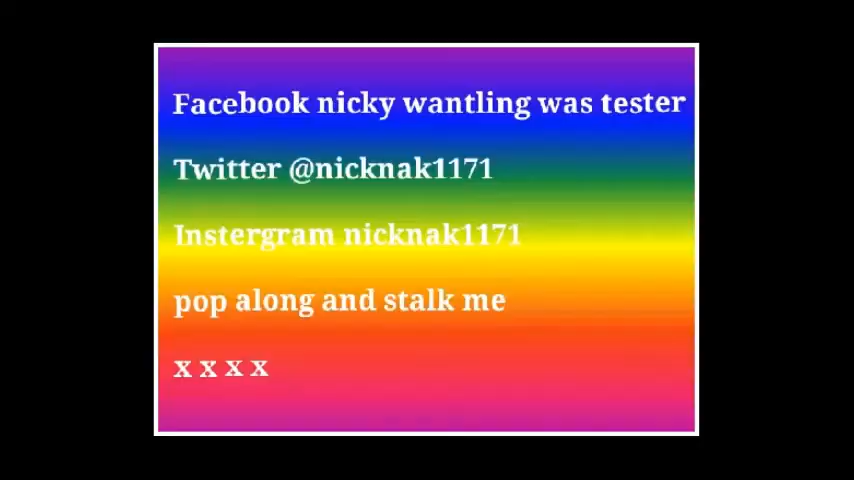 Facebook nicky wantling was tester
Twitter @nicknak1171
Instergram nicknak1171
pop along and stalk me
x x x x